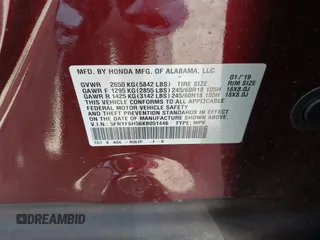 MFD. BY HONDA MFG. OF ALABAMA, LLC. 01/'19
GVWR 2650 KG (5842 LBS) TIRE SIZE RIM SIZE
GAWR F 1295 KG (2855 LBS) 245/60R18 105H 18X8.0J
GAWR R 1425 KG (3142 LBS) 245/60R18 105H 18X8.0J
THIS VEHICLE CONFORMS TO ALL APPLICABLE
FEDERAL MOTOR VEHICLE SAFETY AND
THEFT PREVENTION STANDARDS IN EFFECT ON
THE DATE OF MANUFACTURE SHOWN ABOVE.
V.I.N: 5FNYF6H56KB051446 TYPE: MPV
DREAMBID